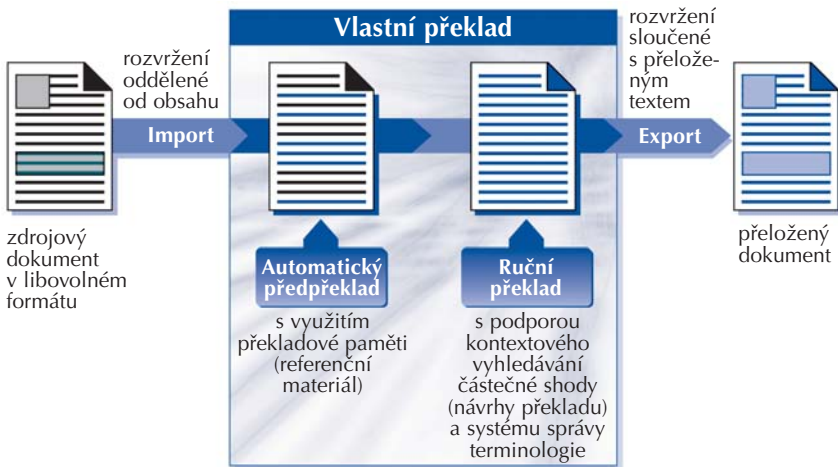 Vlastní překlad
rozvržení
oddělené
od obsahu
Import
rozvržení
sloučené
s přelože-
ným
textem
Export
zdrojový
dokument
v libovolném
formátu
Automatický
předpřeklad
s využitím
překladové paměti
(referenční
materiál)
Ruční
překlad
s podporou
kontextového
vyhledávání
částečné shody
(návrhy překladu)
a systému správy
terminologie
přeložený
dokument